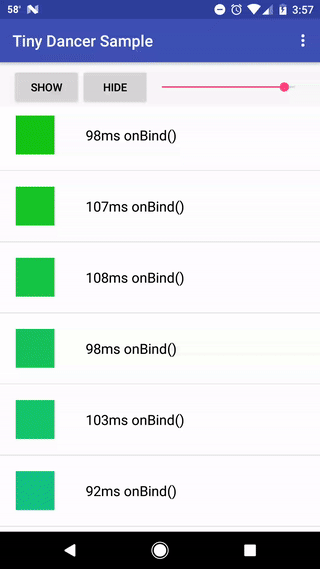 58° 3:57
Tiny Dancer Sample
SHOW HIDE
98ms onBind()
107ms onBind()
108ms onBind()
98ms onBind()
103ms onBind()
92ms onBind()